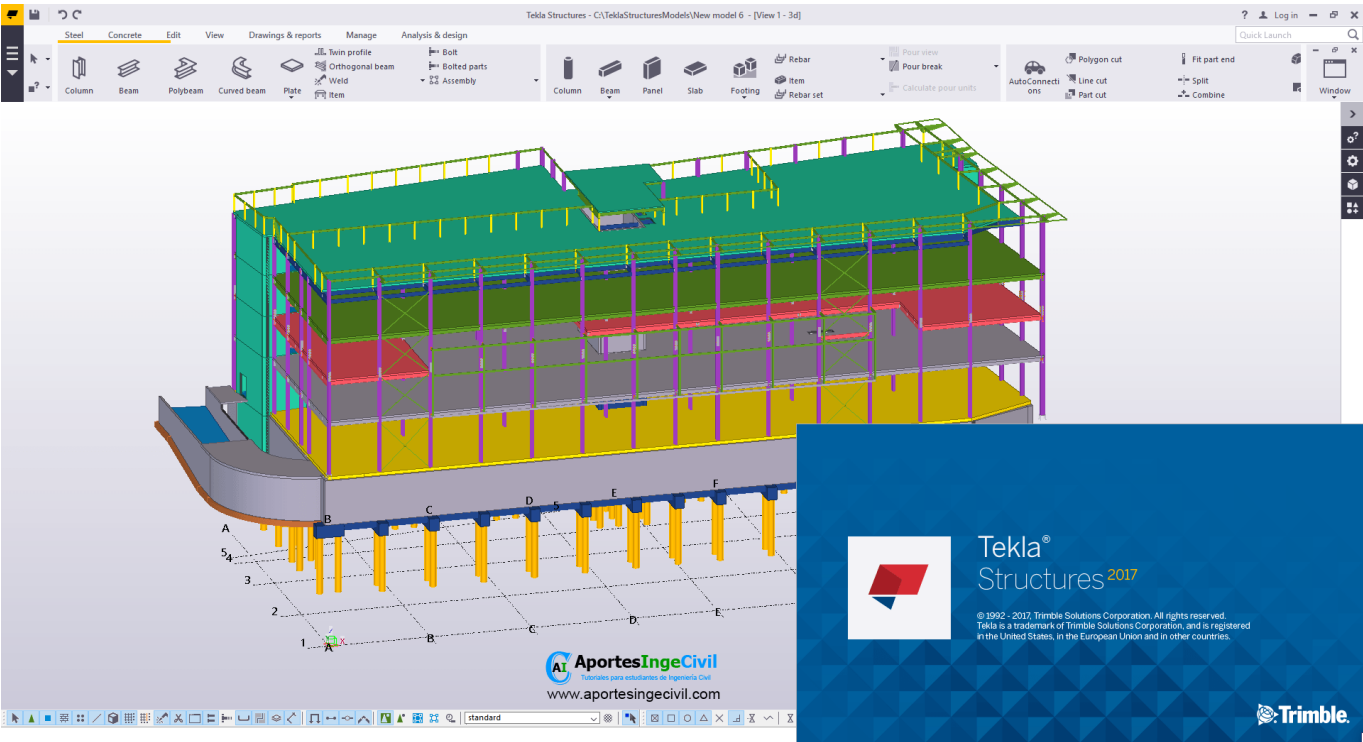 Tekla Structures - C:\TeklaStructuresModels\New model 6 - [View 1 - 3d]
? Log in
Steel Concrete Edit View Drawings & reports Manage Analysis & design
Quick Launch
Column
Beam
Polybeam
Curved beam
Plate
Twin profile
Orthogonal beam
Weld
Item
Bolt
Bolted parts
Assembly
Column
Beam
Panel
Slab
Footing
Rebar
Item
Rebar set
Pour view
Pour break
Calculate pour units
AutoConnecti
ons
Polygon cut
Line cut
Part cut
Fit part end
Split
Combine
Window
A
B
C
D
5
E
F
5
4
3
2
1
A
B
C
D
E
X
AI AportesIngeCivil
Tutoriales para estudiantes de Ingeniería Civil
www.aportesingecivil.com
standard
Tekla®
Structures 2017
© 1992 - 2017, Trimble Solutions Corporation. All rights reserved.
Tekla is a trademark of Trimble Solutions Corporation, and is registered
in the United States, in the European Union and in other countries.
Trimble.